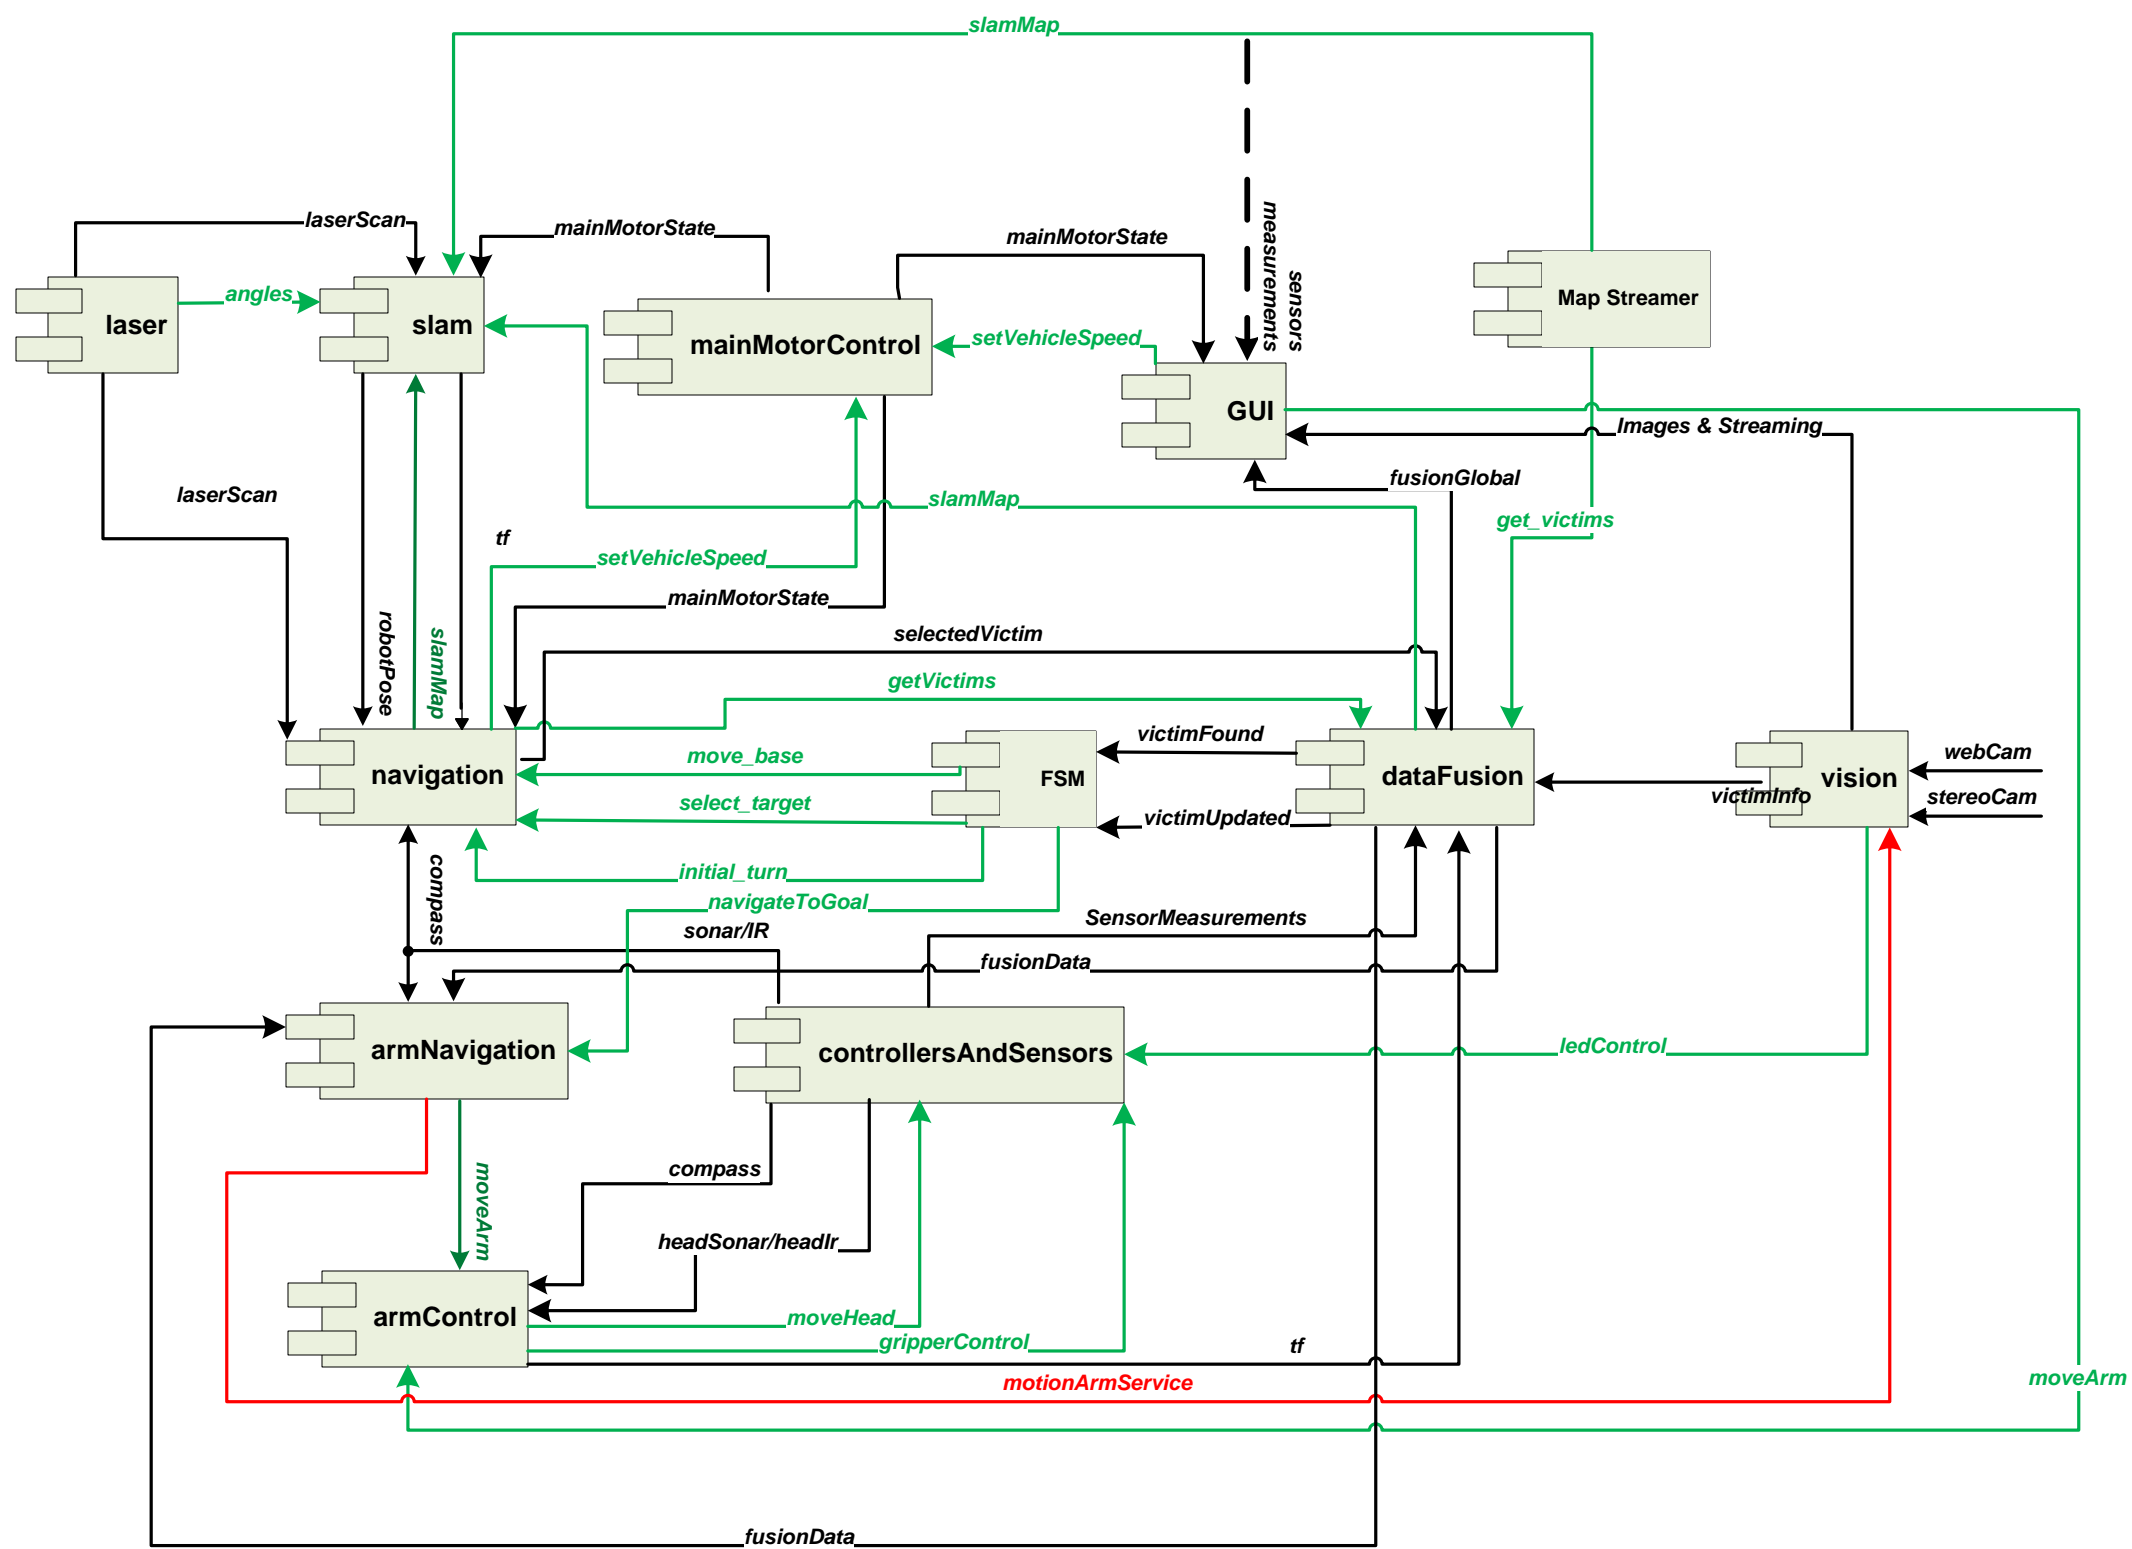 slamMap
laserScan
mainMotorState
mainMotorState
measurements
sensors
angles
laser
slam
mainMotorControl
setVehicleSpeed
Map Streamer
GUI
Images & Streaming
laserScan
fusionGlobal
slamMap
get_victims
tf
setVehicleSpeed
mainMotorState
robotPose
slamMap
selectedVictim
getVictims
victimFound
move_base
navigation
FSM
dataFusion
vision
webCam
select_target
victimInfo
stereoCam
victimUpdated
compass
initial_turn
navigateToGoal
sonar/IR
SensorMeasurements
fusionData
armNavigation
controllersAndSensors
ledControl
compass
moveArm
headSonar/headIr
armControl
moveHead
gripperControl
tf
motionArmService
moveArm
fusionData